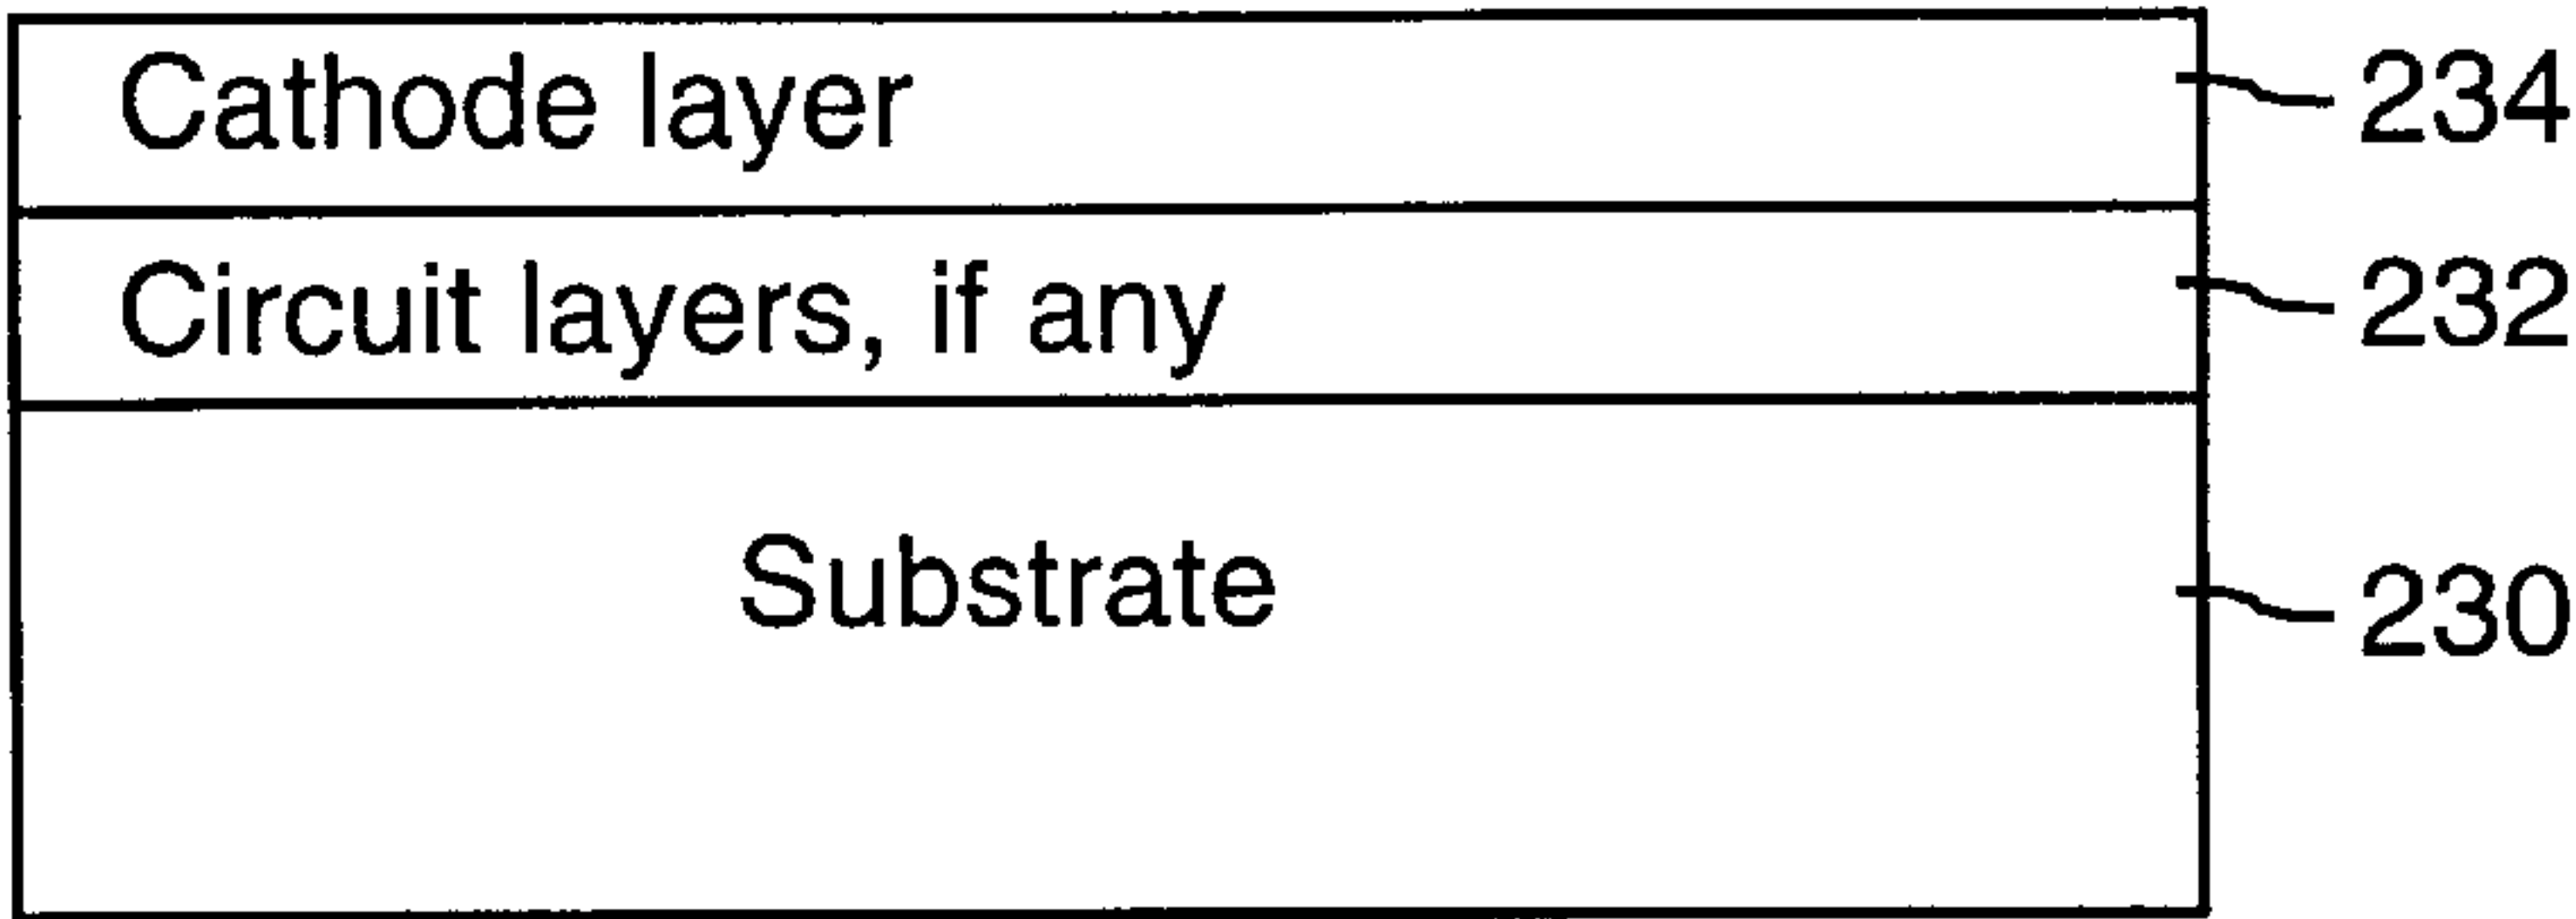 Cathode layer 234
Circuit layers, if any 232
Substrate 230